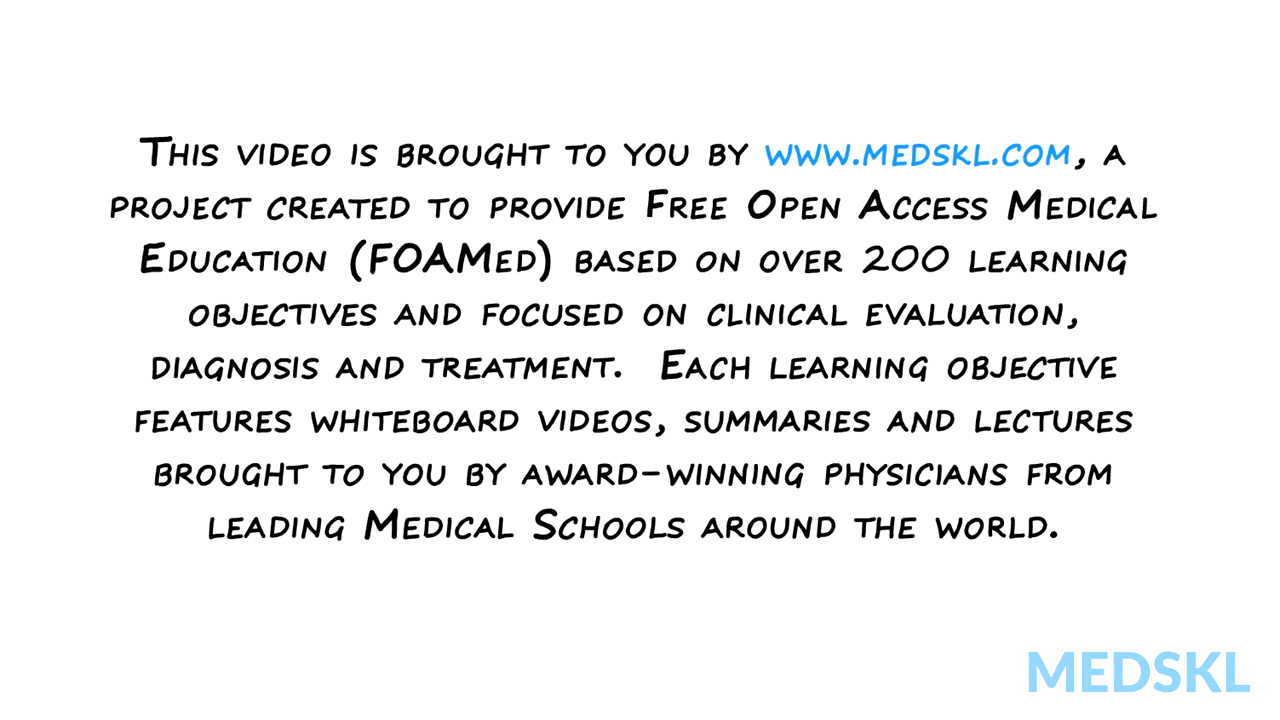 This video is brought to you by www.medskl.com, a
project created to provide Free Open Access Medical
Education (FOAMed) based on over 200 learning
objectives and focused on clinical evaluation,
diagnosis and treatment.  Each learning objective
features whiteboard videos, summaries and lectures
brought to you by award-winning physicians from
leading Medical Schools around the world.
MEDSKL